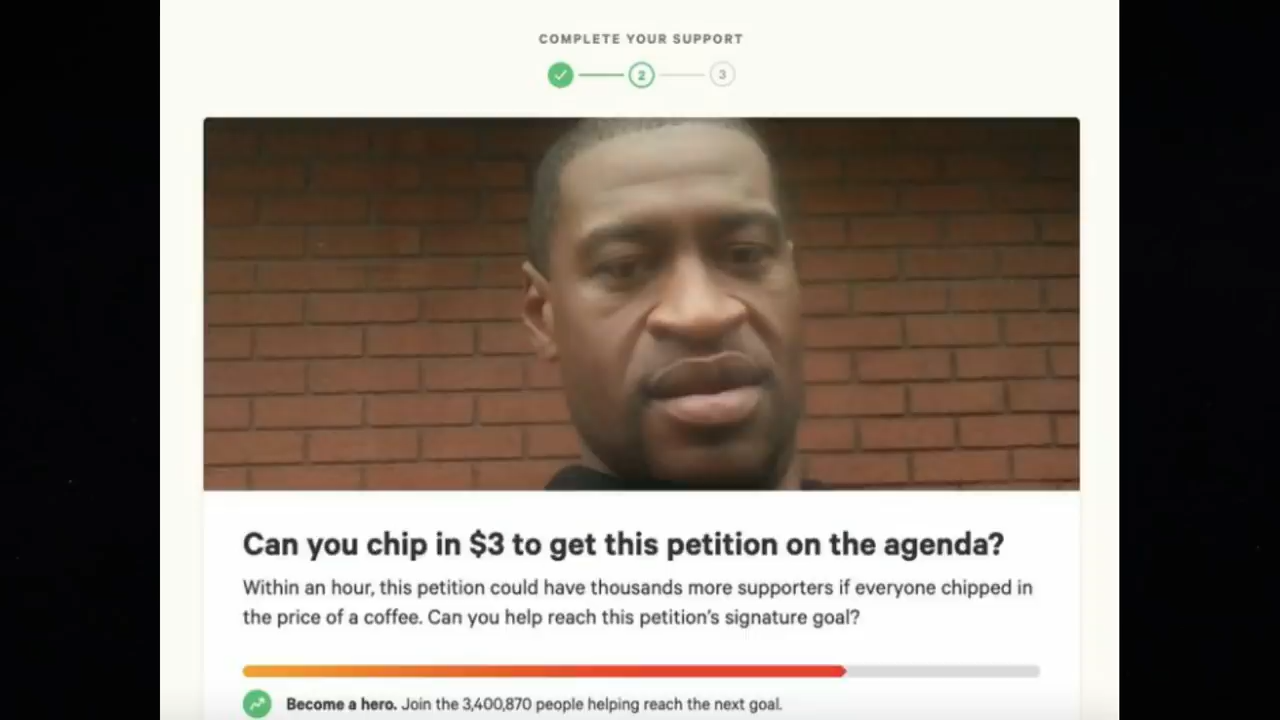 COMPLETE YOUR SUPPORT
2
3
Can you chip in $3 to get this petition on the agenda?
Within an hour, this petition could have thousands more supporters if everyone chipped in
the price of a coffee. Can you help reach this petition's signature goal?
Become a hero. Join the 3,400,870 people helping reach the next goal.